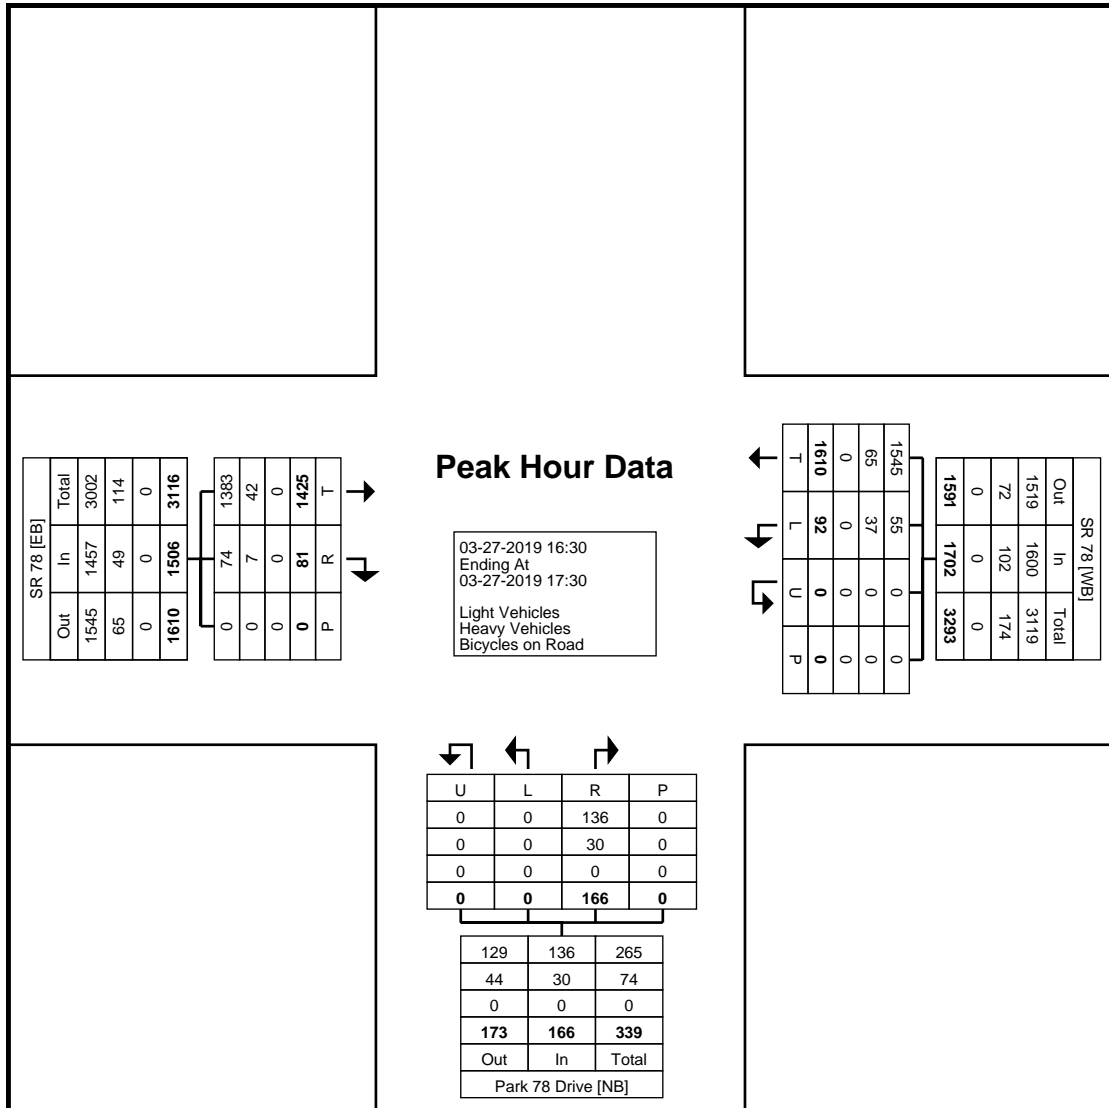 Peak Hour Data
03-27-2019 16:30
Ending At
03-27-2019 17:30
Light Vehicles
Heavy Vehicles
Bicycles on Road
SR 78 [EB]
Total In Out
3002 1457 1545
114 49 65
0 0 0
3116 1506 1610
1383 74 0
42 7 0
0 0 0
1425 81 0
T R P
SR 78 [WB]
Out In Total
1519 1600 3119
72 102 174
0 0 0
1591 1702 3293
1545 55 0 0
65 37 0 0
0 0 0 0
1610 92 0 0
T L U P
U L R P
0 0 136 0
0 0 30 0
0 0 0 0
0 0 166 0
129 136 265
44 30 74
0 0 0
173 166 339
Out In Total
Park 78 Drive [NB]